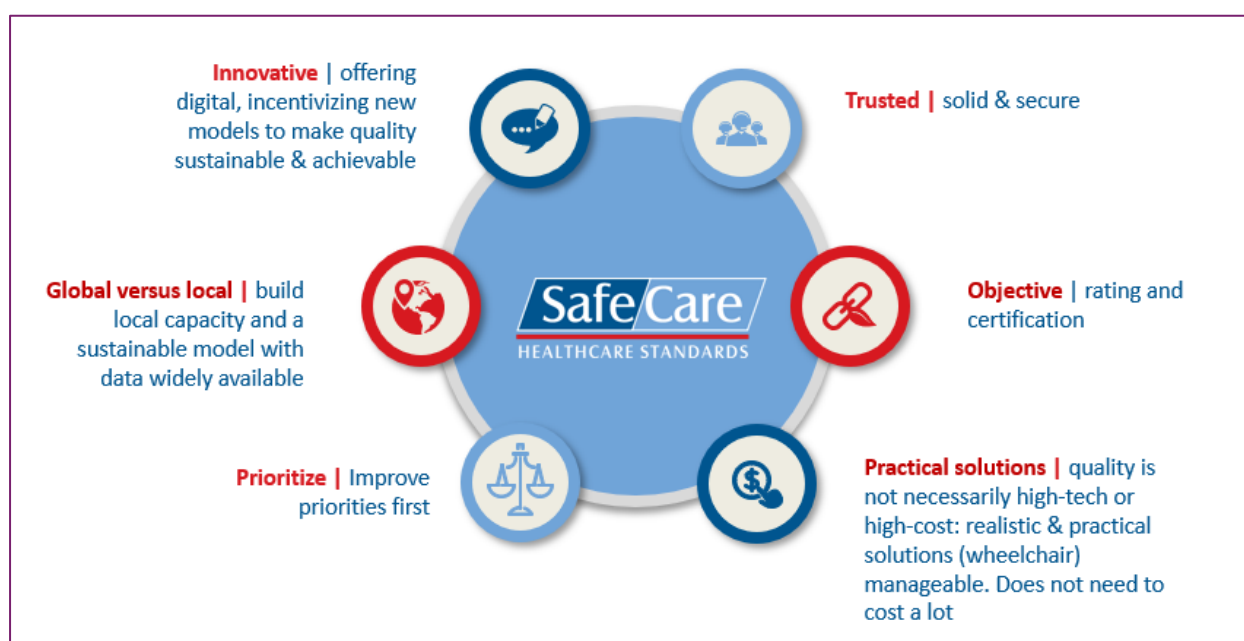 Innovative | offering
digital, incentivizing new
models to make quality
sustainable & achievable
Trusted | solid & secure
Global versus local | build
local capacity and a
sustainable model with
data widely available
Safe/Care
HEALTHCARE STANDARDS
Objective | rating and
certification
Prioritize | Improve
priorities first
Practical solutions | quality is
not necessarily high-tech or
high-cost: realistic & practical
solutions (wheelchair)
manageable. Does not need to
cost a lot